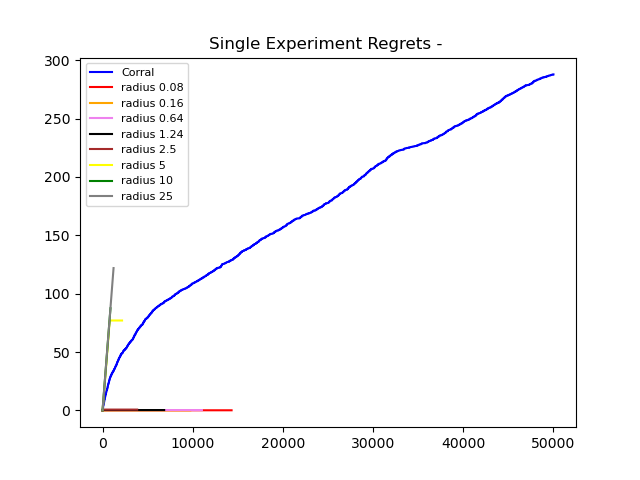 Single Experiment Regrets -
300
250
200
150
100
50
0
Corral
radius 0.08
radius 0.16
radius 0.64
radius 1.24
radius 2.5
radius 5
radius 10
radius 25
0 10000 20000 30000 40000 50000